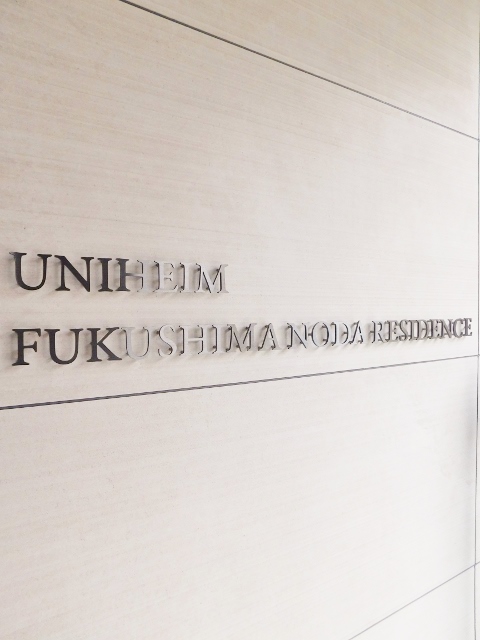 UNIHEIM
FUKUSHIMA NODA RESIDENCE